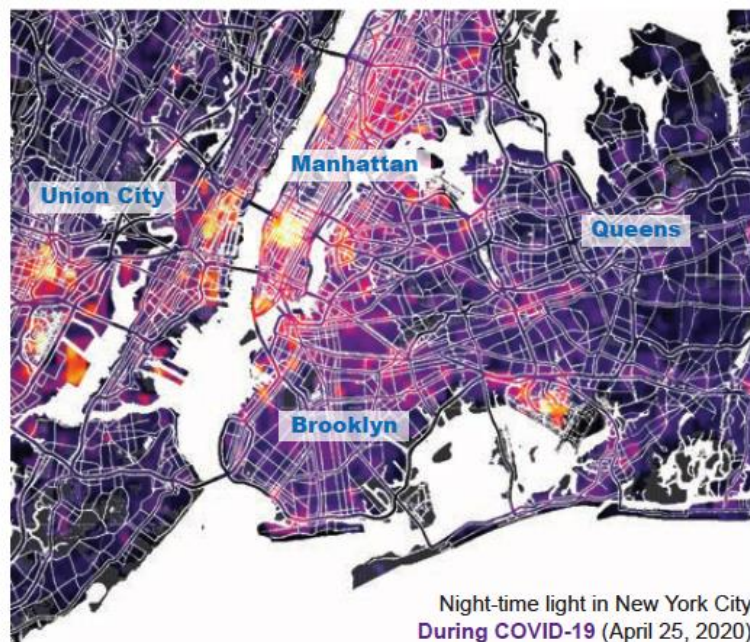 Manhattan
Union City
Queens
Brooklyn
Night-time light in New York City
During COVID-19 (April 25, 2020)